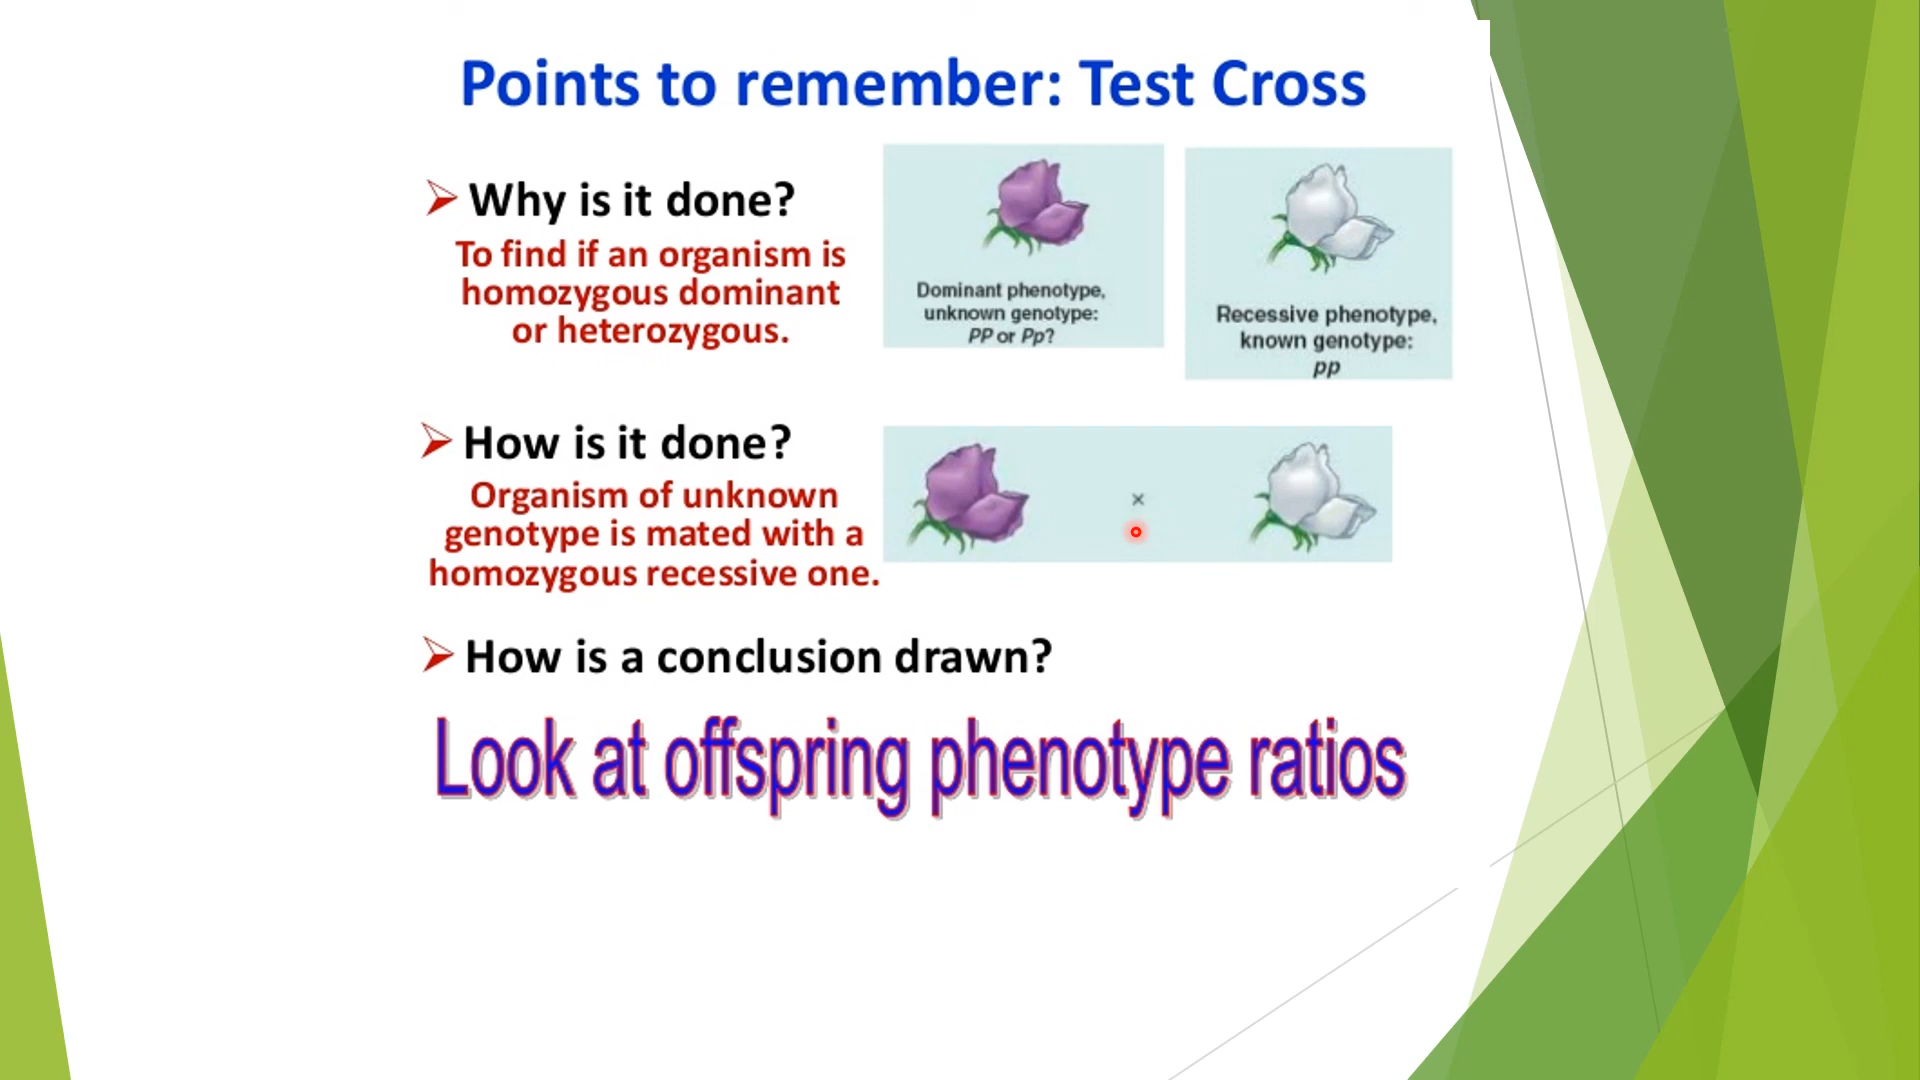 Points to remember: Test Cross
Why is it done?
To find if an organism is
homozygous dominant
or heterozygous.
Dominant phenotype,
unknown genotype:
PP or Pp?
Recessive phenotype,
known genotype:
pp
How is it done?
Organism of unknown
genotype is mated with a
homozygous recessive one.
×
How is a conclusion drawn?
Look at offspring phenotype ratios